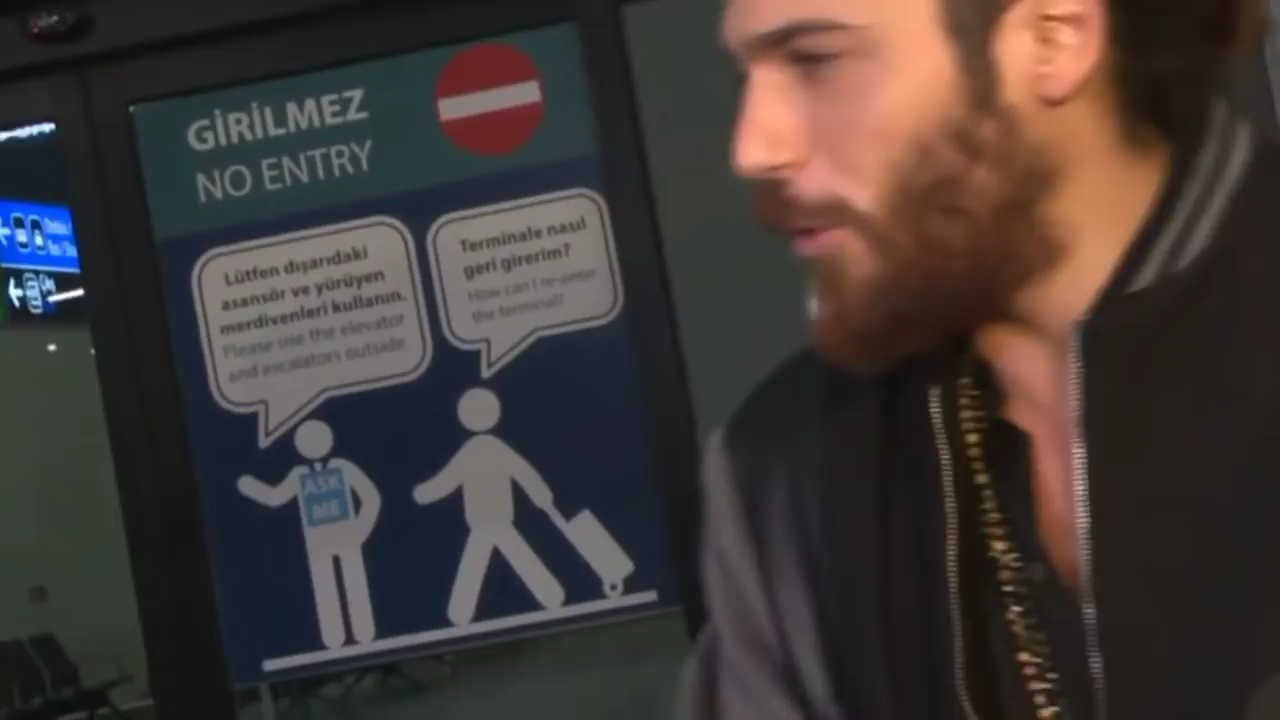 GİRİLMEZ
NO ENTRY
Lütfen dışarıdaki
asansör ve yürüyen
merdivenleri kullanın.
Please use the elevator
and escalators outside
Terminale nasıl
geri girerim?
How can I re-enter
the terminal?
ASK
ME